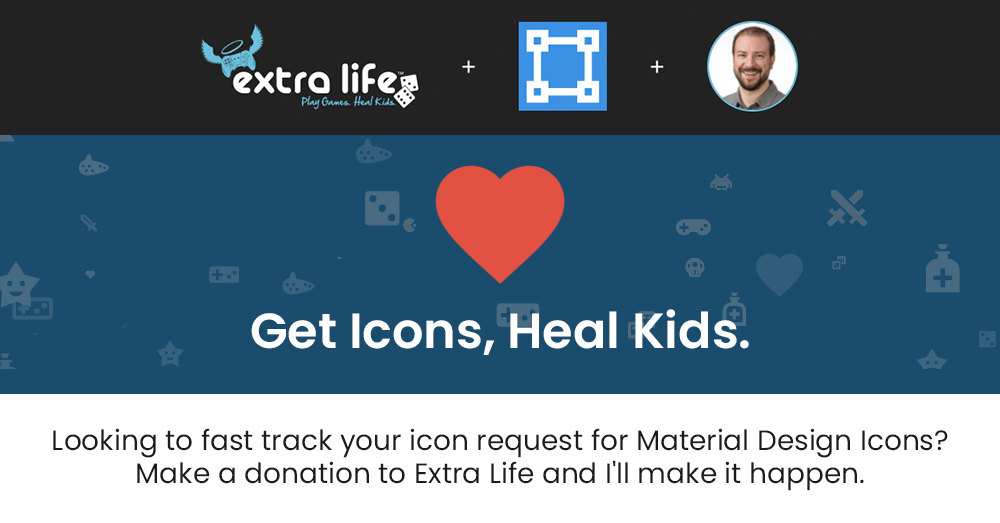 extra life™
Play Games. Heal Kids.
+
+
Get Icons, Heal Kids.
Looking to fast track your icon request for Material Design Icons?
Make a donation to Extra Life and I'll make it happen.